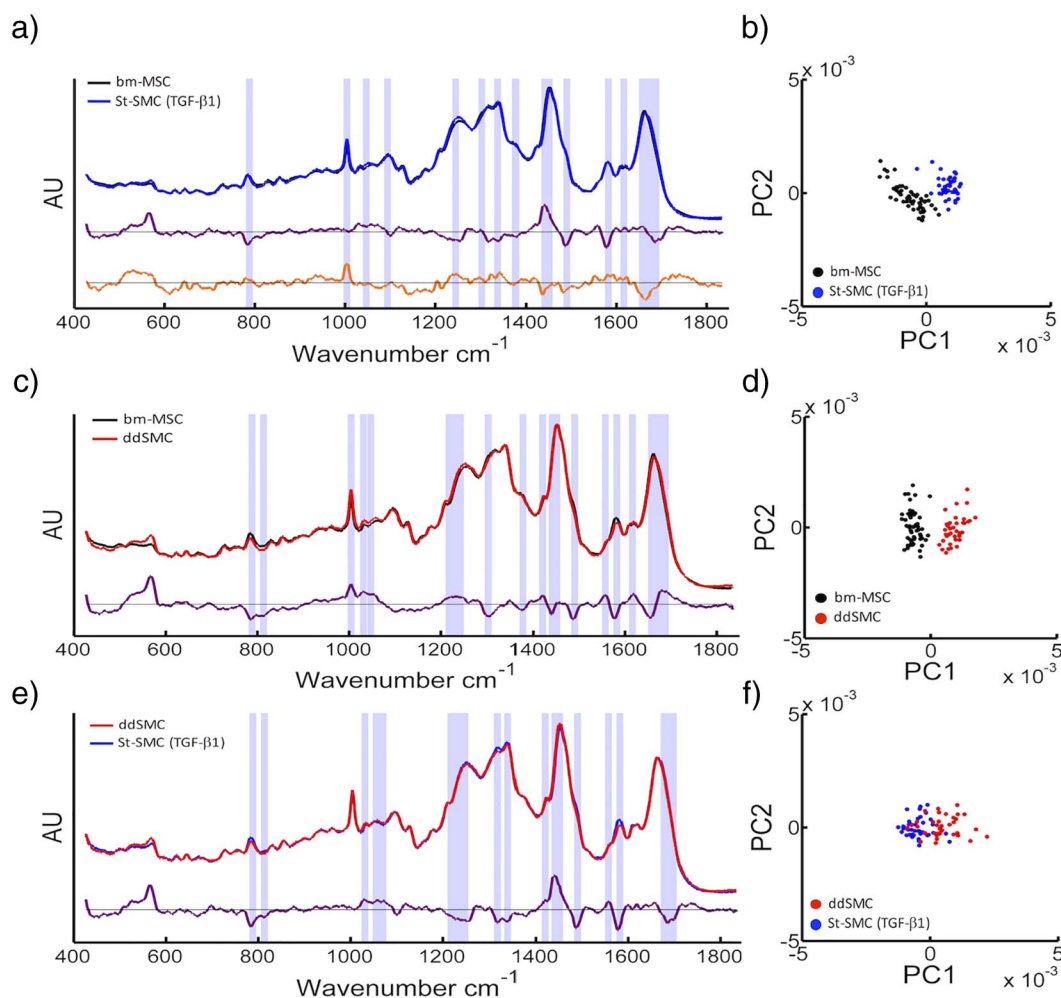 a)
bm-MSC
St-SMC (TGF-β1)
AU
400 600 800 1000 1200 1400 1600 1800
Wavenumber cm⁻¹
b)
5 x 10⁻³
PC2
0
bm-MSC
St-SMC (TGF-β1)
-5
-5 0 5
PC1 x 10⁻³
c)
bm-MSC
ddSMC
AU
400 600 800 1000 1200 1400 1600 1800
Wavenumber cm⁻¹
d)
x 10⁻³
5
PC2
0
bm-MSC
ddSMC
-5
-5 0 5
PC1 x 10⁻³
e)
ddSMC
St-SMC (TGF-β1)
AU
400 600 800 1000 1200 1400 1600 1800
Wavenumber cm⁻¹
f)
x 10⁻³
5
PC2
0
ddSMC
St-SMC (TGF-β1)
-5
-5 0 5
PC1 x 10⁻³